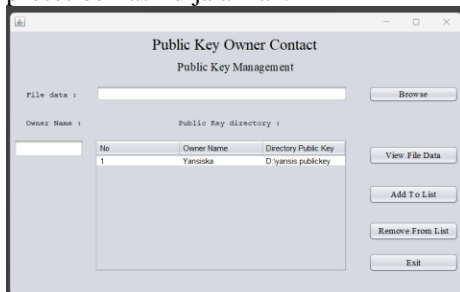 Public Key Owner Contact
Public Key Management
File data :
Browse
Owner Name :
Public Key directory :
No Owner Name Directory Public Key
1 Yansiska D:\yansis.publickey
View File Data
Add To List
Remove From List
Exit